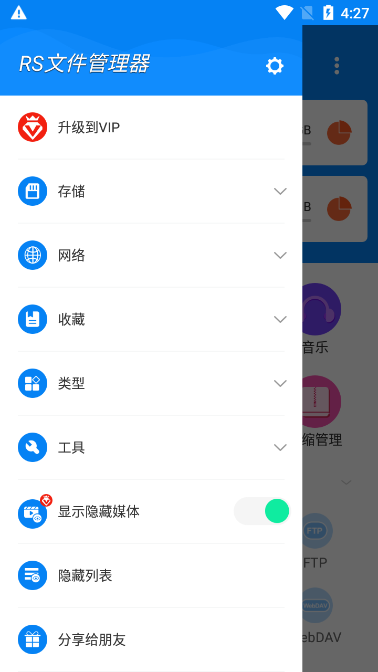 4:27
RS文件管理器
升级到VIP
存储
网络
收藏
类型
工具
显示隐藏媒体
隐藏列表
分享给朋友
B
B
音乐
缩管理
FTP
FTP
WebDAV
ebDAV